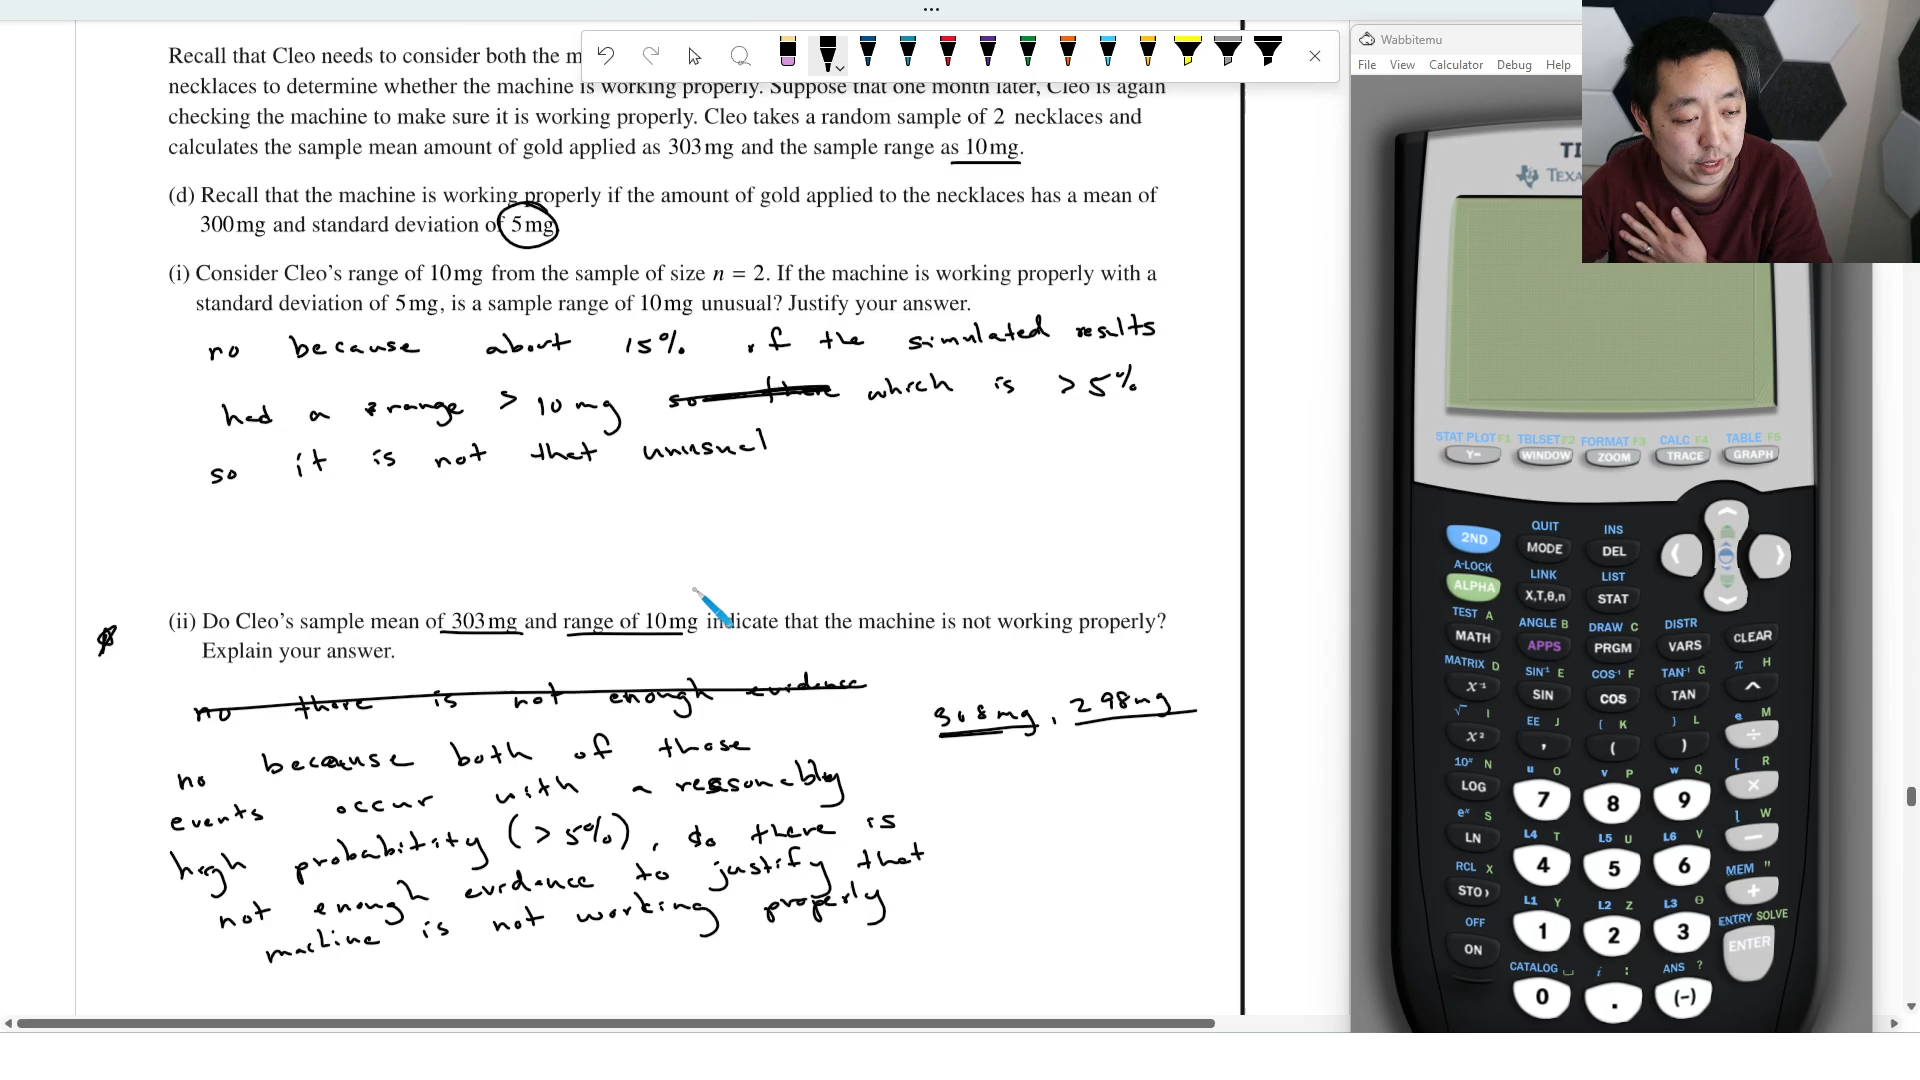 ...
Recall that Cleo needs to consider both the m
necklaces to determine whether the machine is working properly. Suppose that one month later, Cleo is again
checking the machine to make sure it is working properly. Cleo takes a random sample of 2 necklaces and
calculates the sample mean amount of gold applied as 303 mg and the sample range as 10 mg.
(d) Recall that the machine is working properly if the amount of gold applied to the necklaces has a mean of
300 mg and standard deviation of 5 mg
(i) Consider Cleo's range of 10 mg from the sample of size n = 2. If the machine is working properly with a
standard deviation of 5 mg, is a sample range of 10 mg unusual? Justify your answer.
no because about 15% of the simulated results
had a range > 10 mg so there which is > 5%
so it is not that unusual
(ii) Do Cleo's sample mean of 303 mg and range of 10 mg indicate that the machine is not working properly?
Explain your answer.
no there is not enough evidence
308 mg, 298 mg
no because both of those
events occur with a reasonably
high probability (> 5%), so there is
not enough evidence to justify that
machine is not working properly
Wabbitemu
File View Calculator Debug Help
TI
TEXA
STAT PLOT F1 TBLSET F2 FORMAT F3 CALC F4 TABLE F5
Y= WINDOW ZOOM TRACE GRAPH
QUIT INS
2ND MODE DEL
A-LOCK LINK LIST
ALPHA X,T,θ,n STAT
TEST A ANGLE B DRAW C DISTR
MATH APPS PRGM VARS CLEAR
MATRIX D SIN⁻¹ E COS⁻¹ F TAN⁻¹ G π H
X⁻¹ SIN COS TAN ^
√ I EE J { K } L e M
X² , ( ) ÷
10ˣ N u O v P w Q [ R
LOG 7 8 9 ×
eˣ S L4 T L5 U L6 V ] W
LN 4 5 6 −
RCL X L1 Y L2 Z L3 θ MEM "
STO› 1 2 3 +
OFF CATALOG i : ANS ? ENTRY SOLVE
ON 0 . (−) ENTER